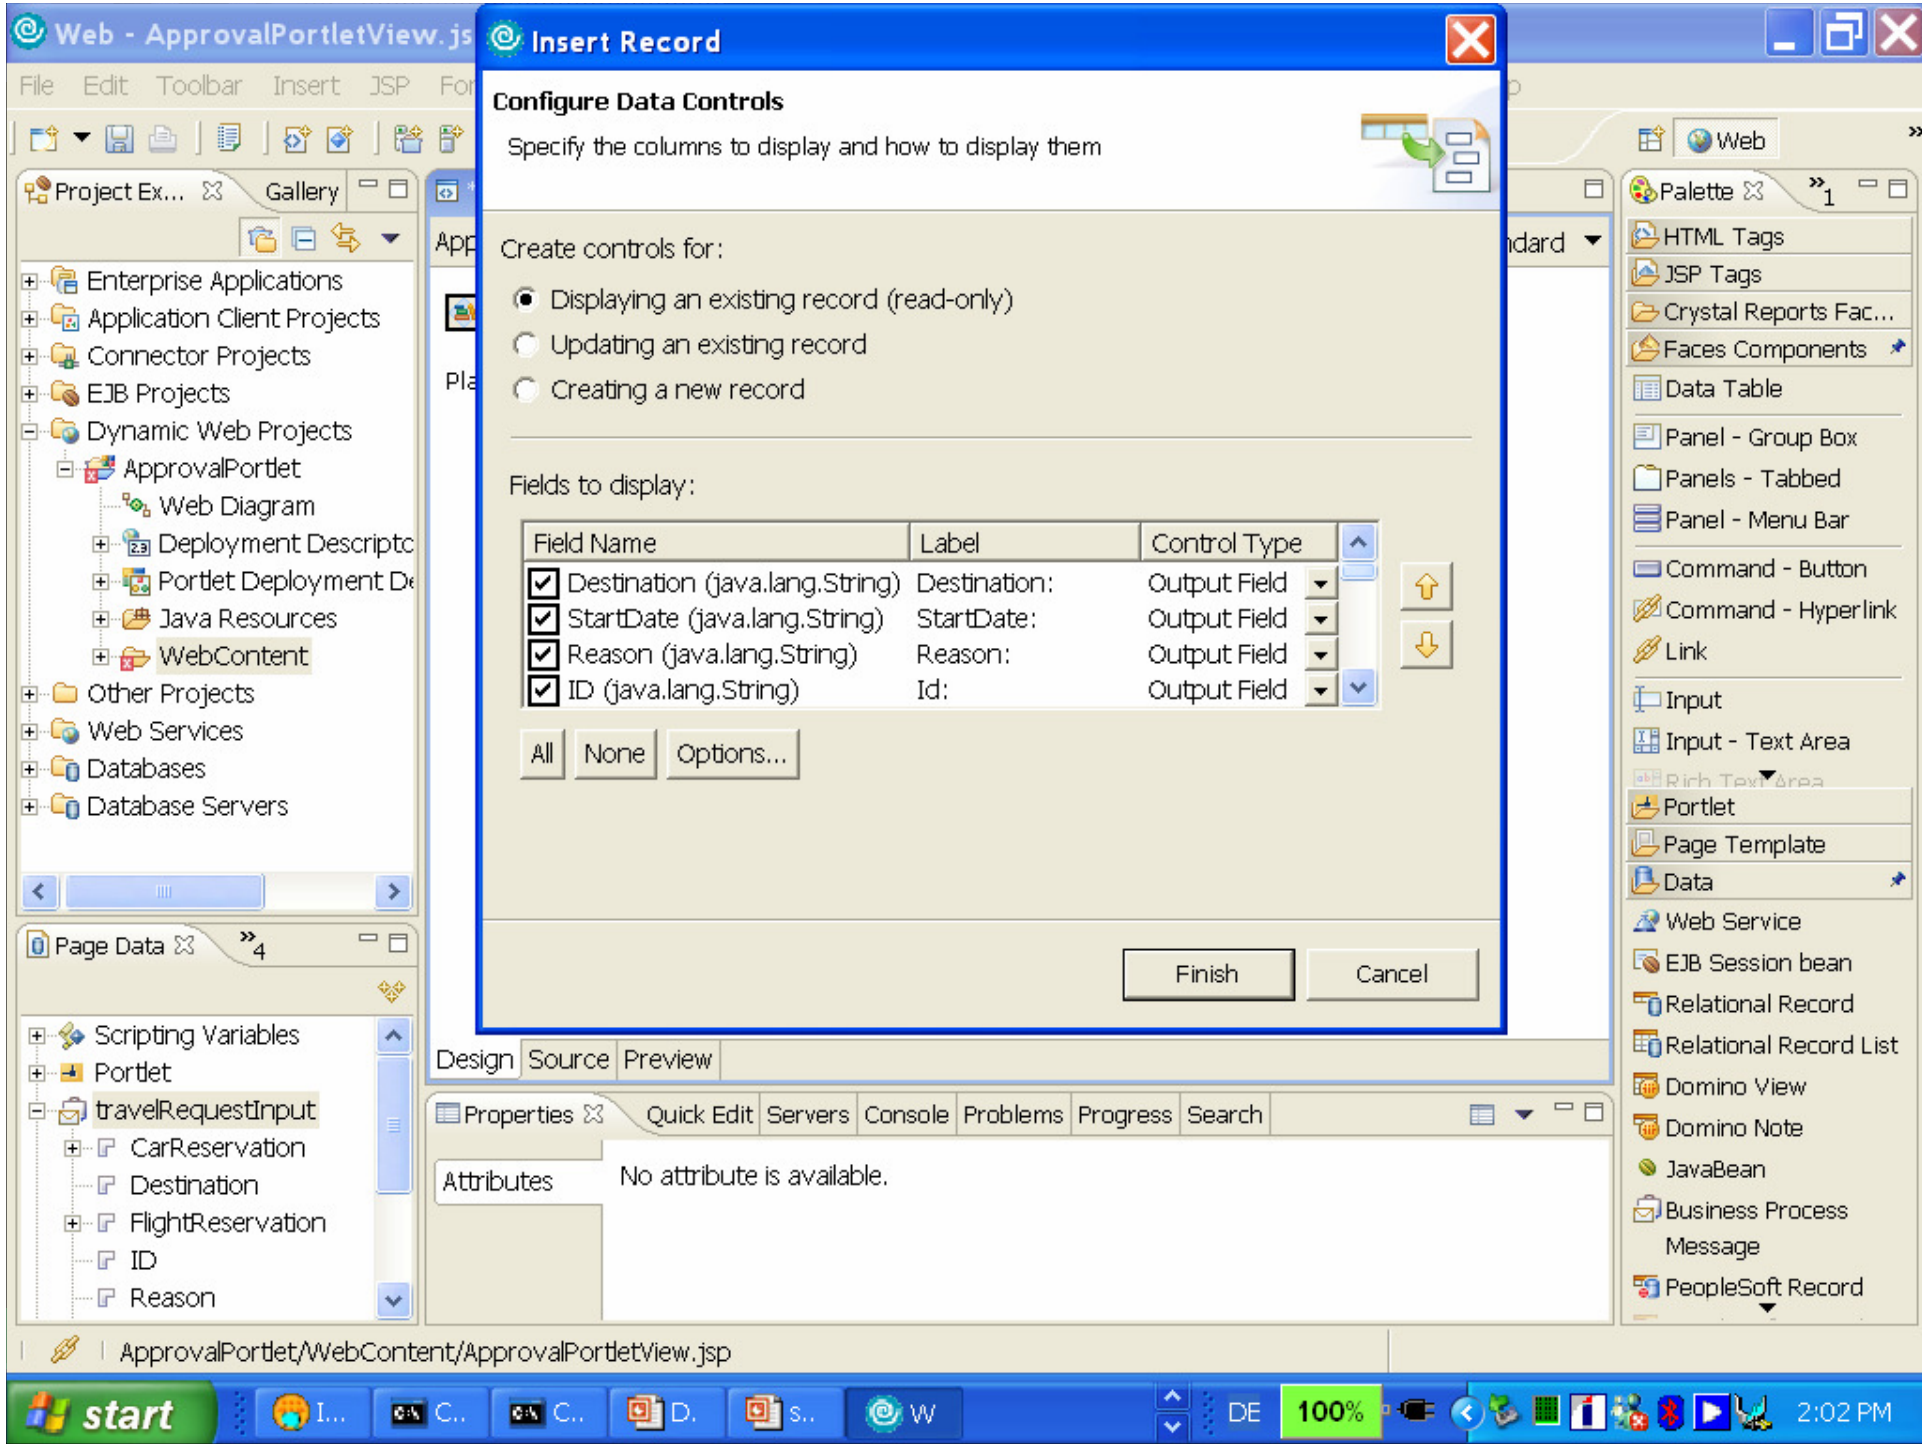 Web - ApprovalPortletView.js
Insert Record
File Edit Toolbar Insert JSP For
Configure Data Controls
Specify the columns to display and how to display them
Web
Project Ex... Gallery
Create controls for:
Displaying an existing record (read-only)
Updating an existing record
Creating a new record
Fields to display:
Field Name Label Control Type
Destination (java.lang.String) Destination: Output Field
StartDate (java.lang.String) StartDate: Output Field
Reason (java.lang.String) Reason: Output Field
ID (java.lang.String) Id: Output Field
All None Options...
Finish Cancel
App
ndard
Pla
Enterprise Applications
Application Client Projects
Connector Projects
EJB Projects
Dynamic Web Projects
ApprovalPortlet
Web Diagram
Deployment Descripto
Portlet Deployment De
Java Resources
WebContent
Other Projects
Web Services
Databases
Database Servers
Page Data 4
Scripting Variables
Portlet
travelRequestInput
CarReservation
Destination
FlightReservation
ID
Reason
Design Source Preview
Properties Quick Edit Servers Console Problems Progress Search
Attributes
No attribute is available.
Palette 1
HTML Tags
JSP Tags
Crystal Reports Fac...
Faces Components
Data Table
Panel - Group Box
Panels - Tabbed
Panel - Menu Bar
Command - Button
Command - Hyperlink
Link
Input
Input - Text Area
Rich Text Area
Portlet
Page Template
Data
Web Service
EJB Session bean
Relational Record
Relational Record List
Domino View
Domino Note
JavaBean
Business Process
Message
PeopleSoft Record
ApprovalPortlet/WebContent/ApprovalPortletView.jsp
start I... C.. C.. D. s.. W DE 100% 2:02 PM